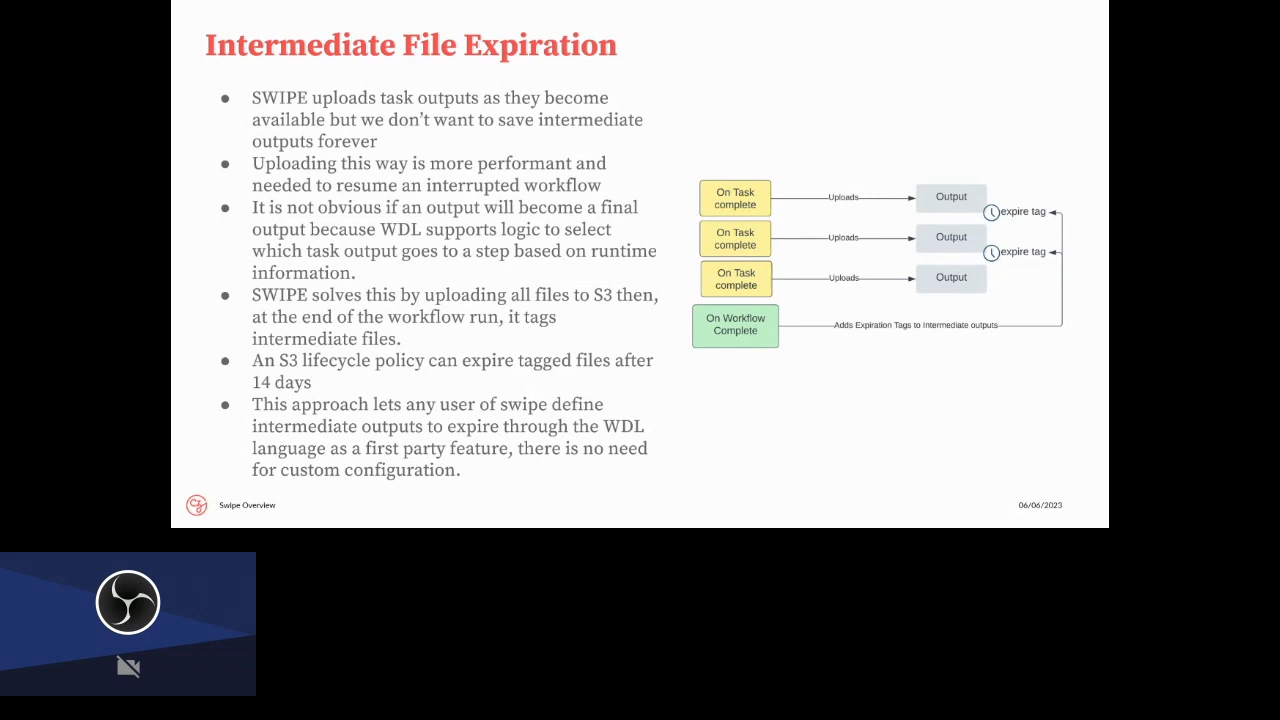 Intermediate File Expiration
● SWIPE uploads task outputs as they become
available but we don’t want to save intermediate
outputs forever
● Uploading this way is more performant and
needed to resume an interrupted workflow
● It is not obvious if an output will become a final
output because WDL supports logic to select
which task output goes to a step based on runtime
information.
● SWIPE solves this by uploading all files to S3 then,
at the end of the workflow run, it tags
intermediate files.
● An S3 lifecycle policy can expire tagged files after
14 days
● This approach lets any user of swipe define
intermediate outputs to expire through the WDL
language as a first party feature, there is no need
for custom configuration.
On Task
complete
Uploads
Output
expire tag
On Task
complete
Uploads
Output
expire tag
On Task
complete
Uploads
Output
On Workflow
Complete
Adds Expiration Tags to Intermediate outputs
CZI
Swipe Overview
06/06/2023